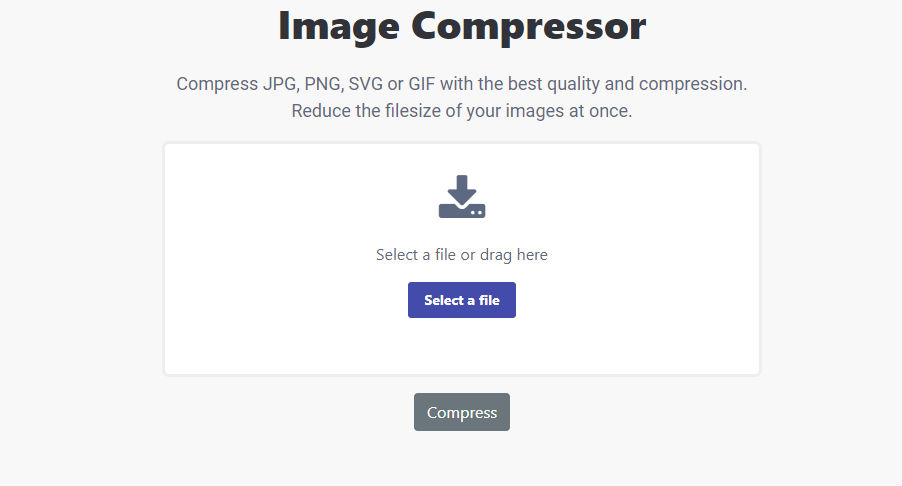 Image Compressor
Compress JPG, PNG, SVG or GIF with the best quality and compression.
Reduce the filesize of your images at once.
Select a file or drag here
Select a file
Compress